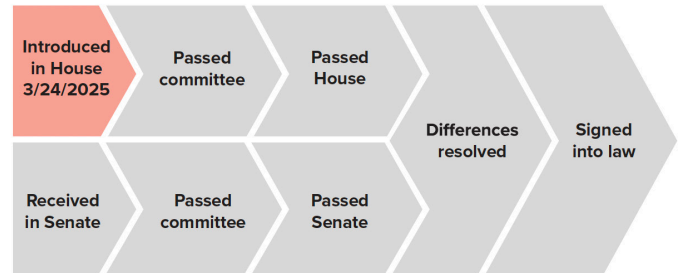 Introduced
in House
3/24/2025
Passed
committee
Passed
House
Differences
resolved
Signed
into law
Received
in Senate
Passed
committee
Passed
Senate